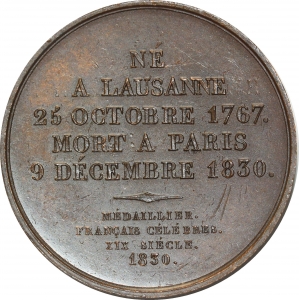 NÉ
A LAUSANNE
25 OCTOBRE 1767.
MORT A PARIS
9 DÉCEMBRE 1830.
MÉDAILLIER.
FRANÇAIS CÉLÈBRES.
XIX SIÈCLE.
1830.